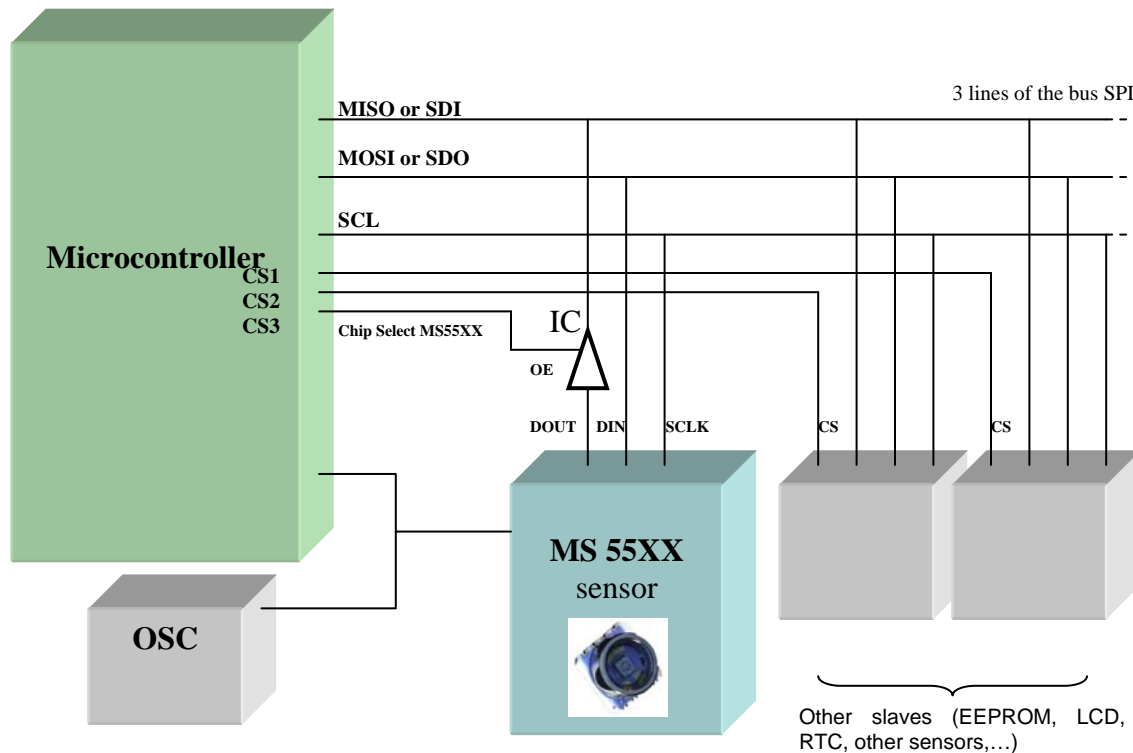 3 lines of the bus SPI
MISO or SDI
MOSI or SDO
SCL
Microcontroller
CS1
CS2
CS3
Chip Select MS55XX
IC
OE
DOUT
DIN
SCLK
CS
CS
MS 55XX
sensor
OSC
Other slaves (EEPROM, LCD,
RTC, other sensors,…)